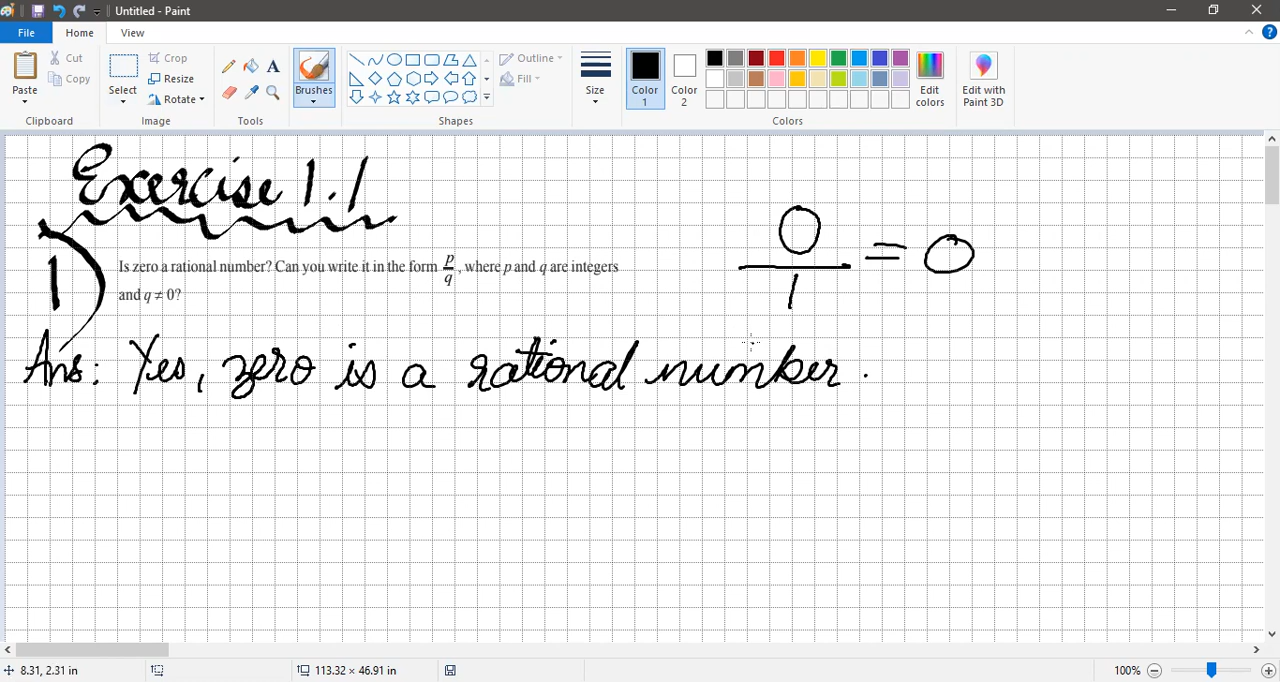 Untitled - Paint
File Home View
Paste Cut Copy Select Crop Resize Rotate A Brushes Outline Fill Size Color 1 Color 2 Edit colors Edit with Paint 3D
Clipboard Image Tools Shapes Colors
Exercise 1.1
1) Is zero a rational number? Can you write it in the form p/q, where p and q are integers
and q ≠ 0?
0/1 = 0
Ans: Yes, zero is a rational number.
8.31, 2.31 in 113.32 × 46.91 in 100%